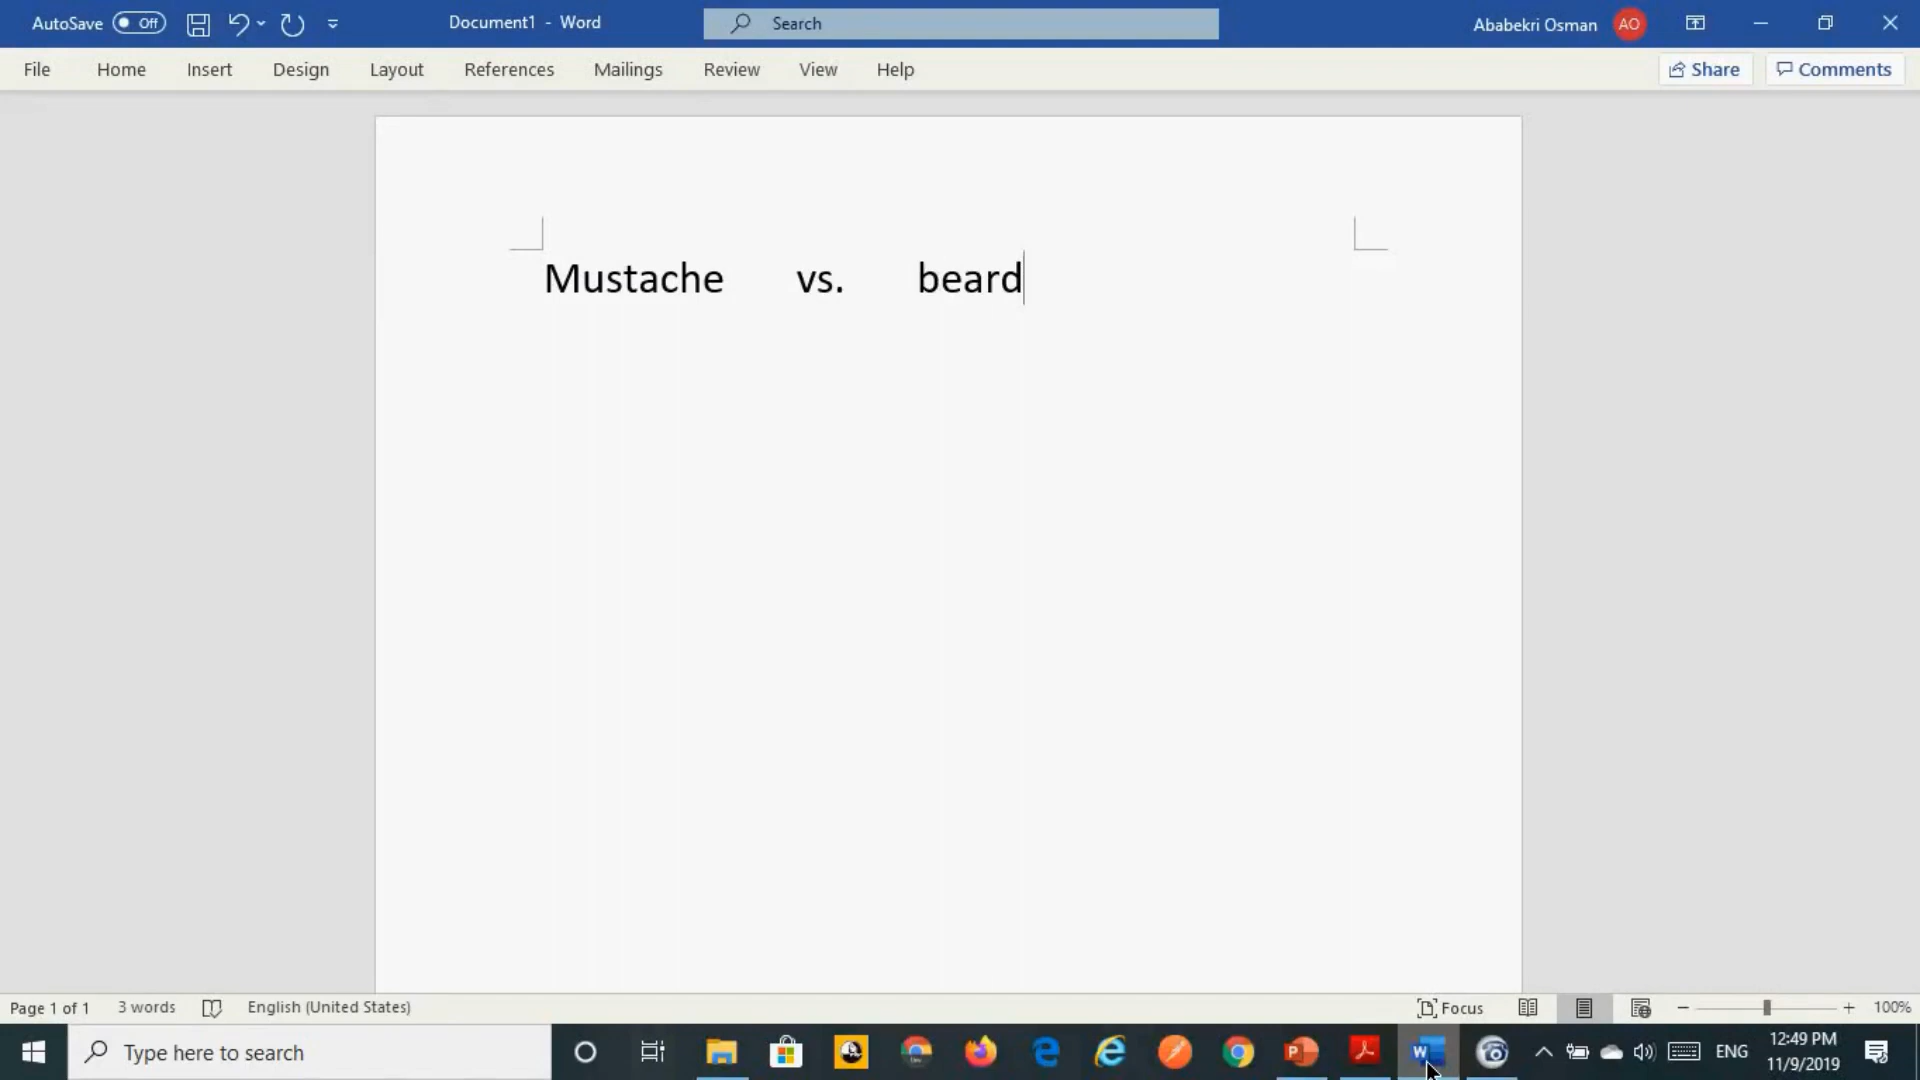 AutoSave Off Document1 - Word Search Ababekri Osman AO
File Home Insert Design Layout References Mailings Review View Help Share Comments
Mustache vs. beard
Page 1 of 1 3 words English (United States) Focus 100%
Type here to search ENG 12:49 PM
11/9/2019